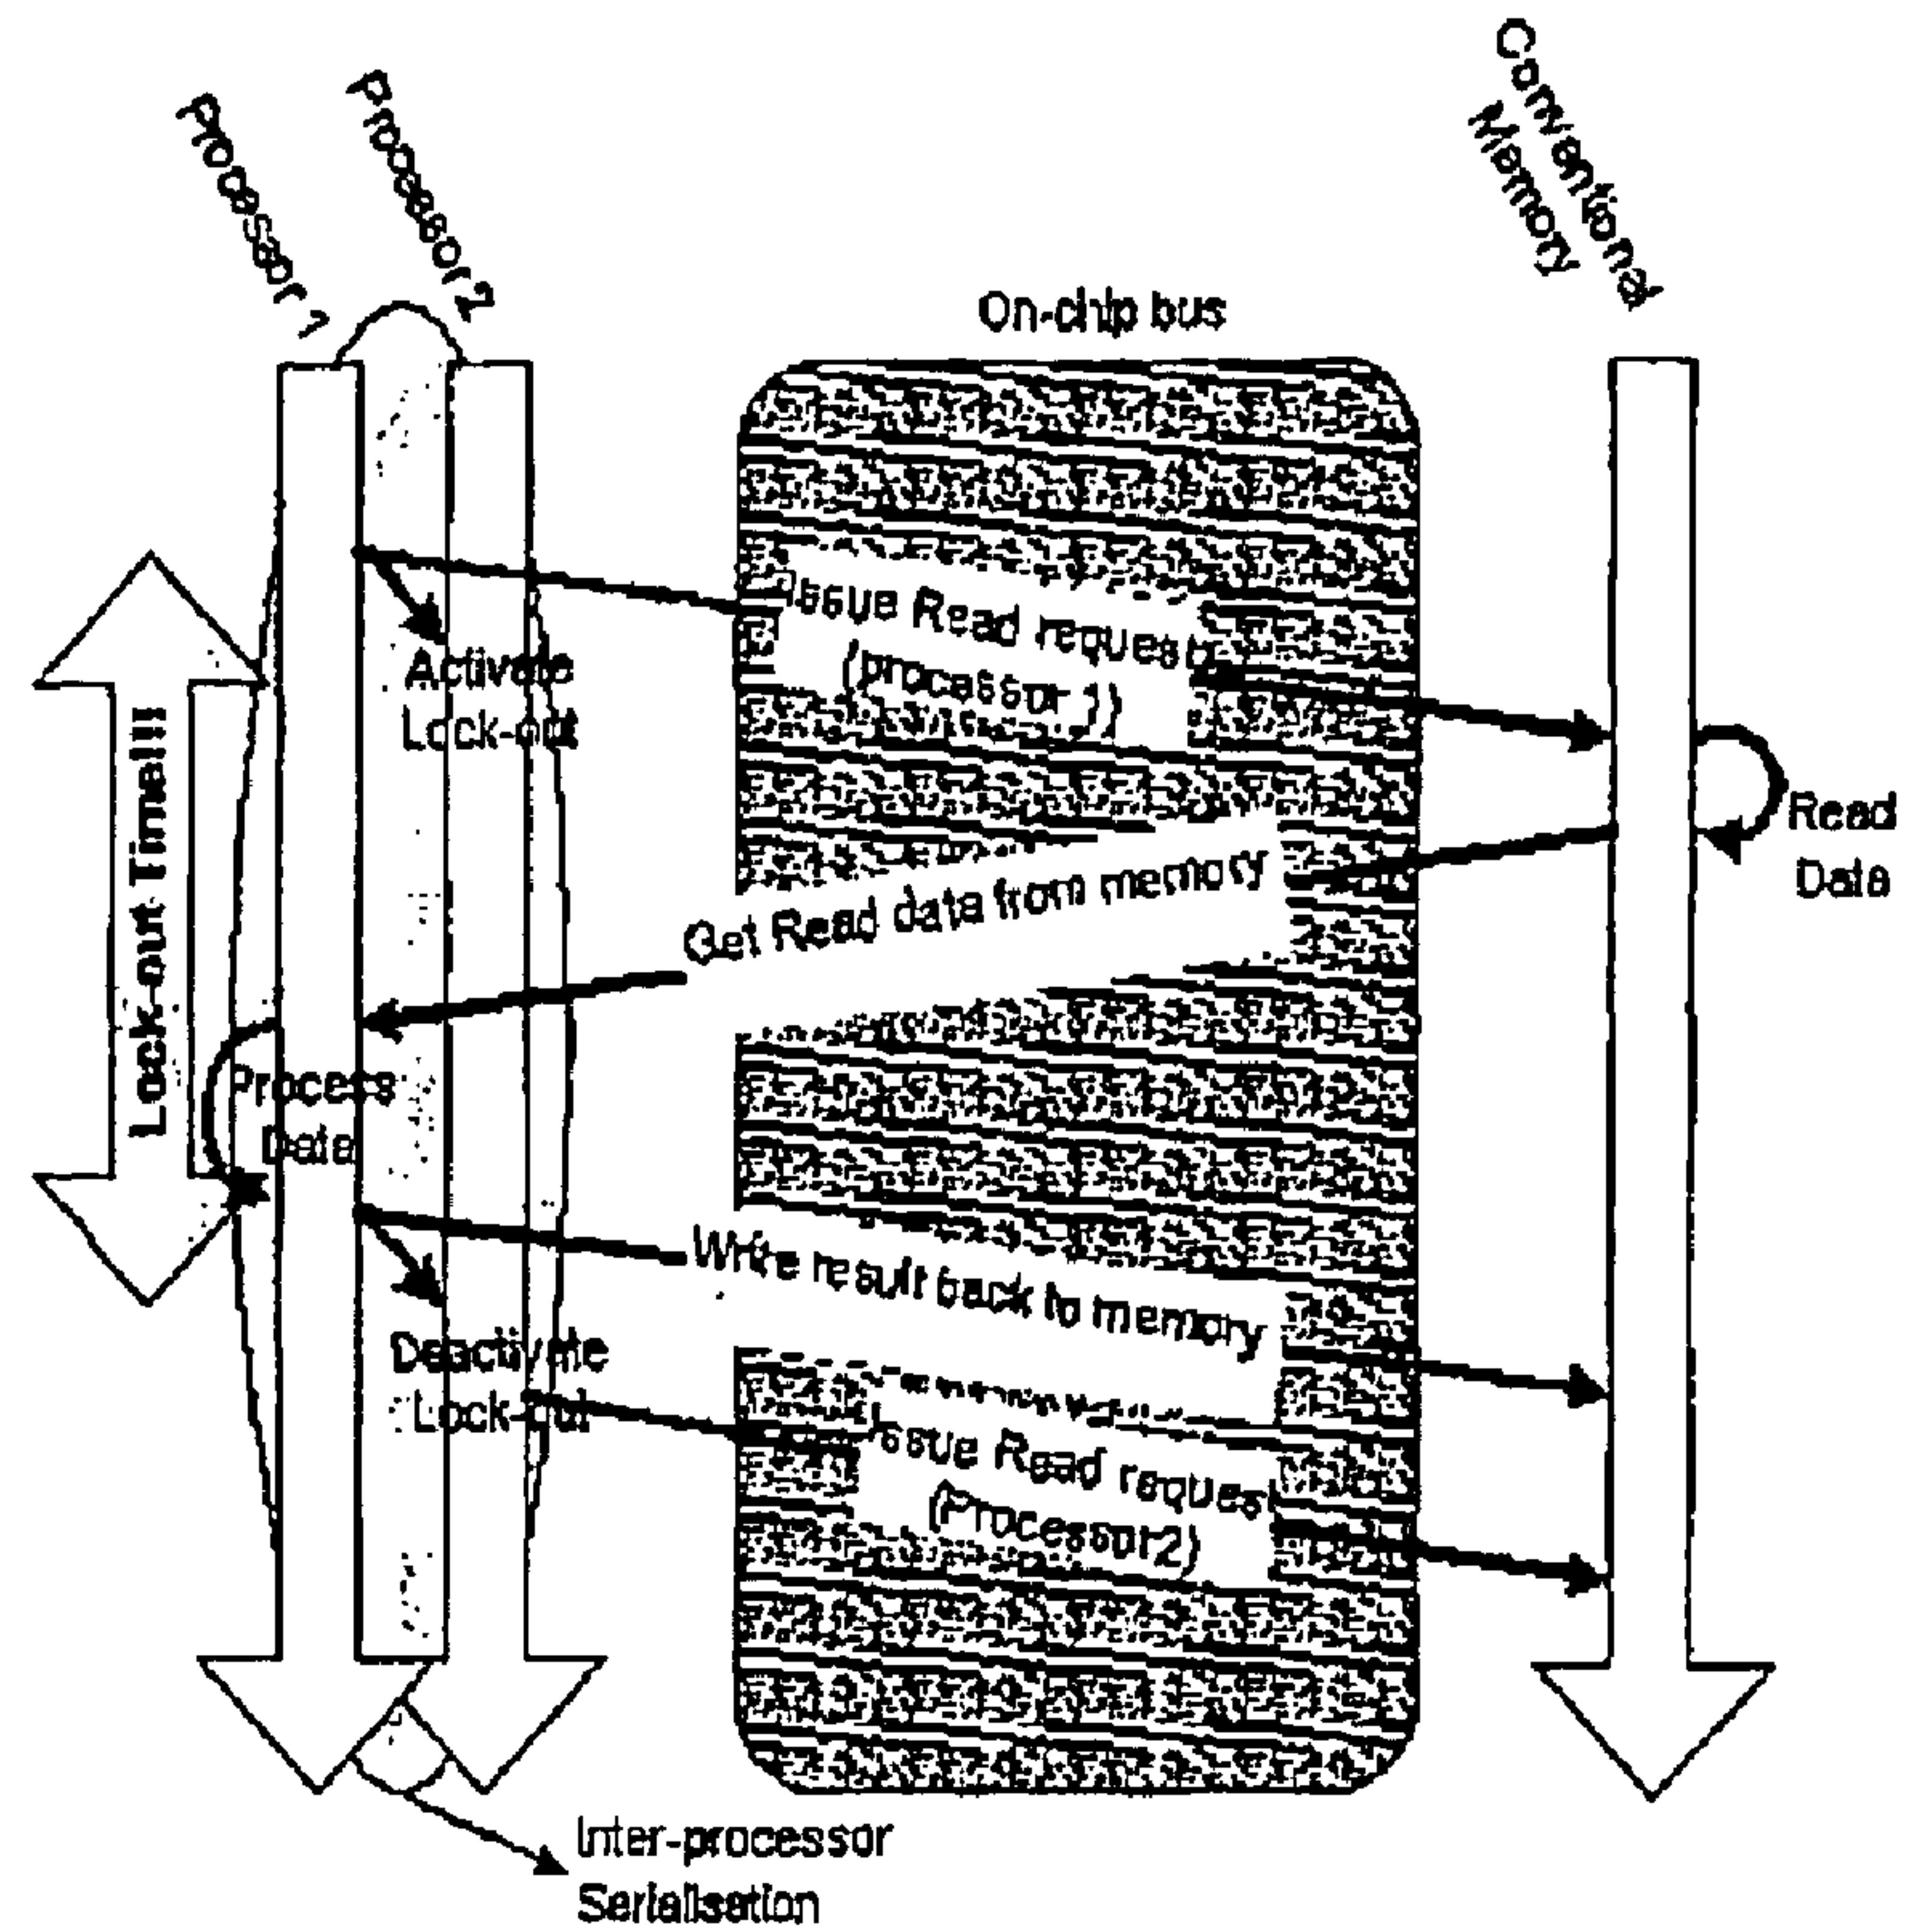 Processor 1
Processor 2
Conventional
Memory
On-chip bus
Issue Read request
(processor 1)
Activate
Lock-out
Lock-out Time!!!
Read
Data
Get Read data from memory
Process
Data
Write result back to memory
Deactivate
Lock-out
Issue Read request
(Processor2)
Inter-processor
Serialisation